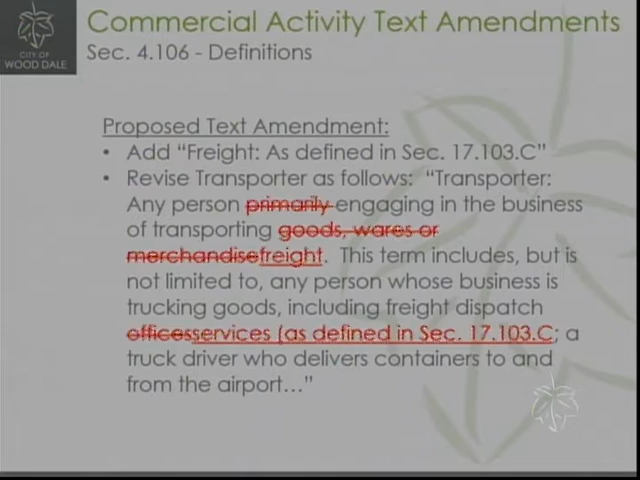 CITY OF
WOOD DALE
Commercial Activity Text Amendments
Sec. 4.106 - Definitions
Proposed Text Amendment:
• Add “Freight: As defined in Sec. 17.103.C”
• Revise Transporter as follows: “Transporter:
Any person primarily engaging in the business
of transporting goods, wares or
merchandisefreight. This term includes, but is
not limited to, any person whose business is
trucking goods, including freight dispatch
officesservices (as defined in Sec. 17.103.C; a
truck driver who delivers containers to and
from the airport…”